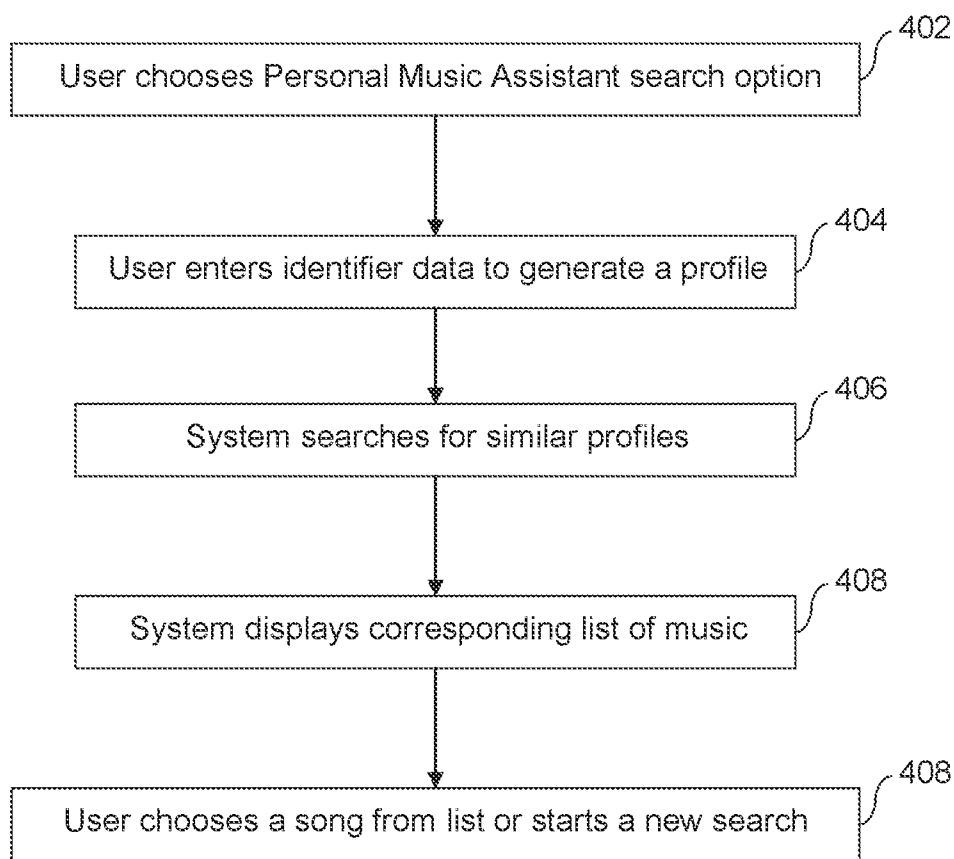 402
User chooses Personal Music Assistant search option
404
User enters identifier data to generate a profile
406
System searches for similar profiles
408
System displays corresponding list of music
408
User chooses a song from list or starts a new search